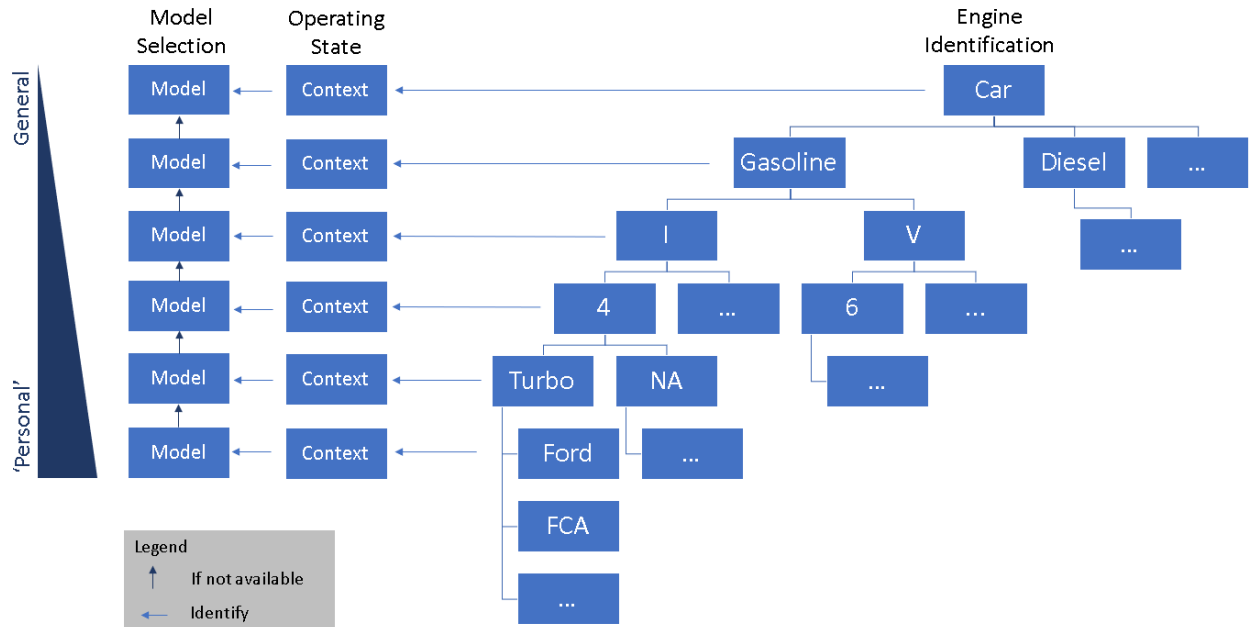 Model
Selection
Operating
State
Engine
Identification
General
'Personal'
Model
Context
Car
Model
Context
Gasoline
Diesel
...
Model
Context
I
V
...
Model
Context
4
...
6
...
Model
Context
Turbo
NA
...
Model
Context
Ford
...
FCA
...
Legend
If not available
Identify